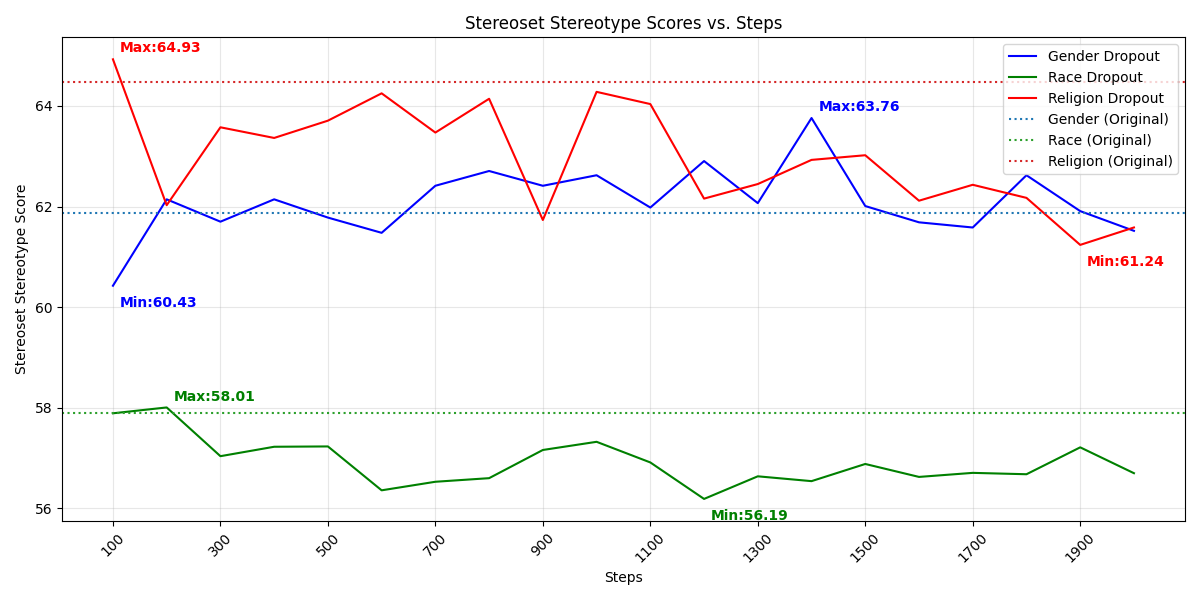 Stereoset Stereotype Scores vs. Steps
Max:64.93
Gender Dropout
Race Dropout
Religion Dropout
Gender (Original)
Race (Original)
Religion (Original)
Max:63.76
Min:61.24
Min:60.43
Max:58.01
Min:56.19
Stereoset Stereotype Score
64
62
60
58
56
100
300
500
700
900
1100
1300
1500
1700
1900
Steps